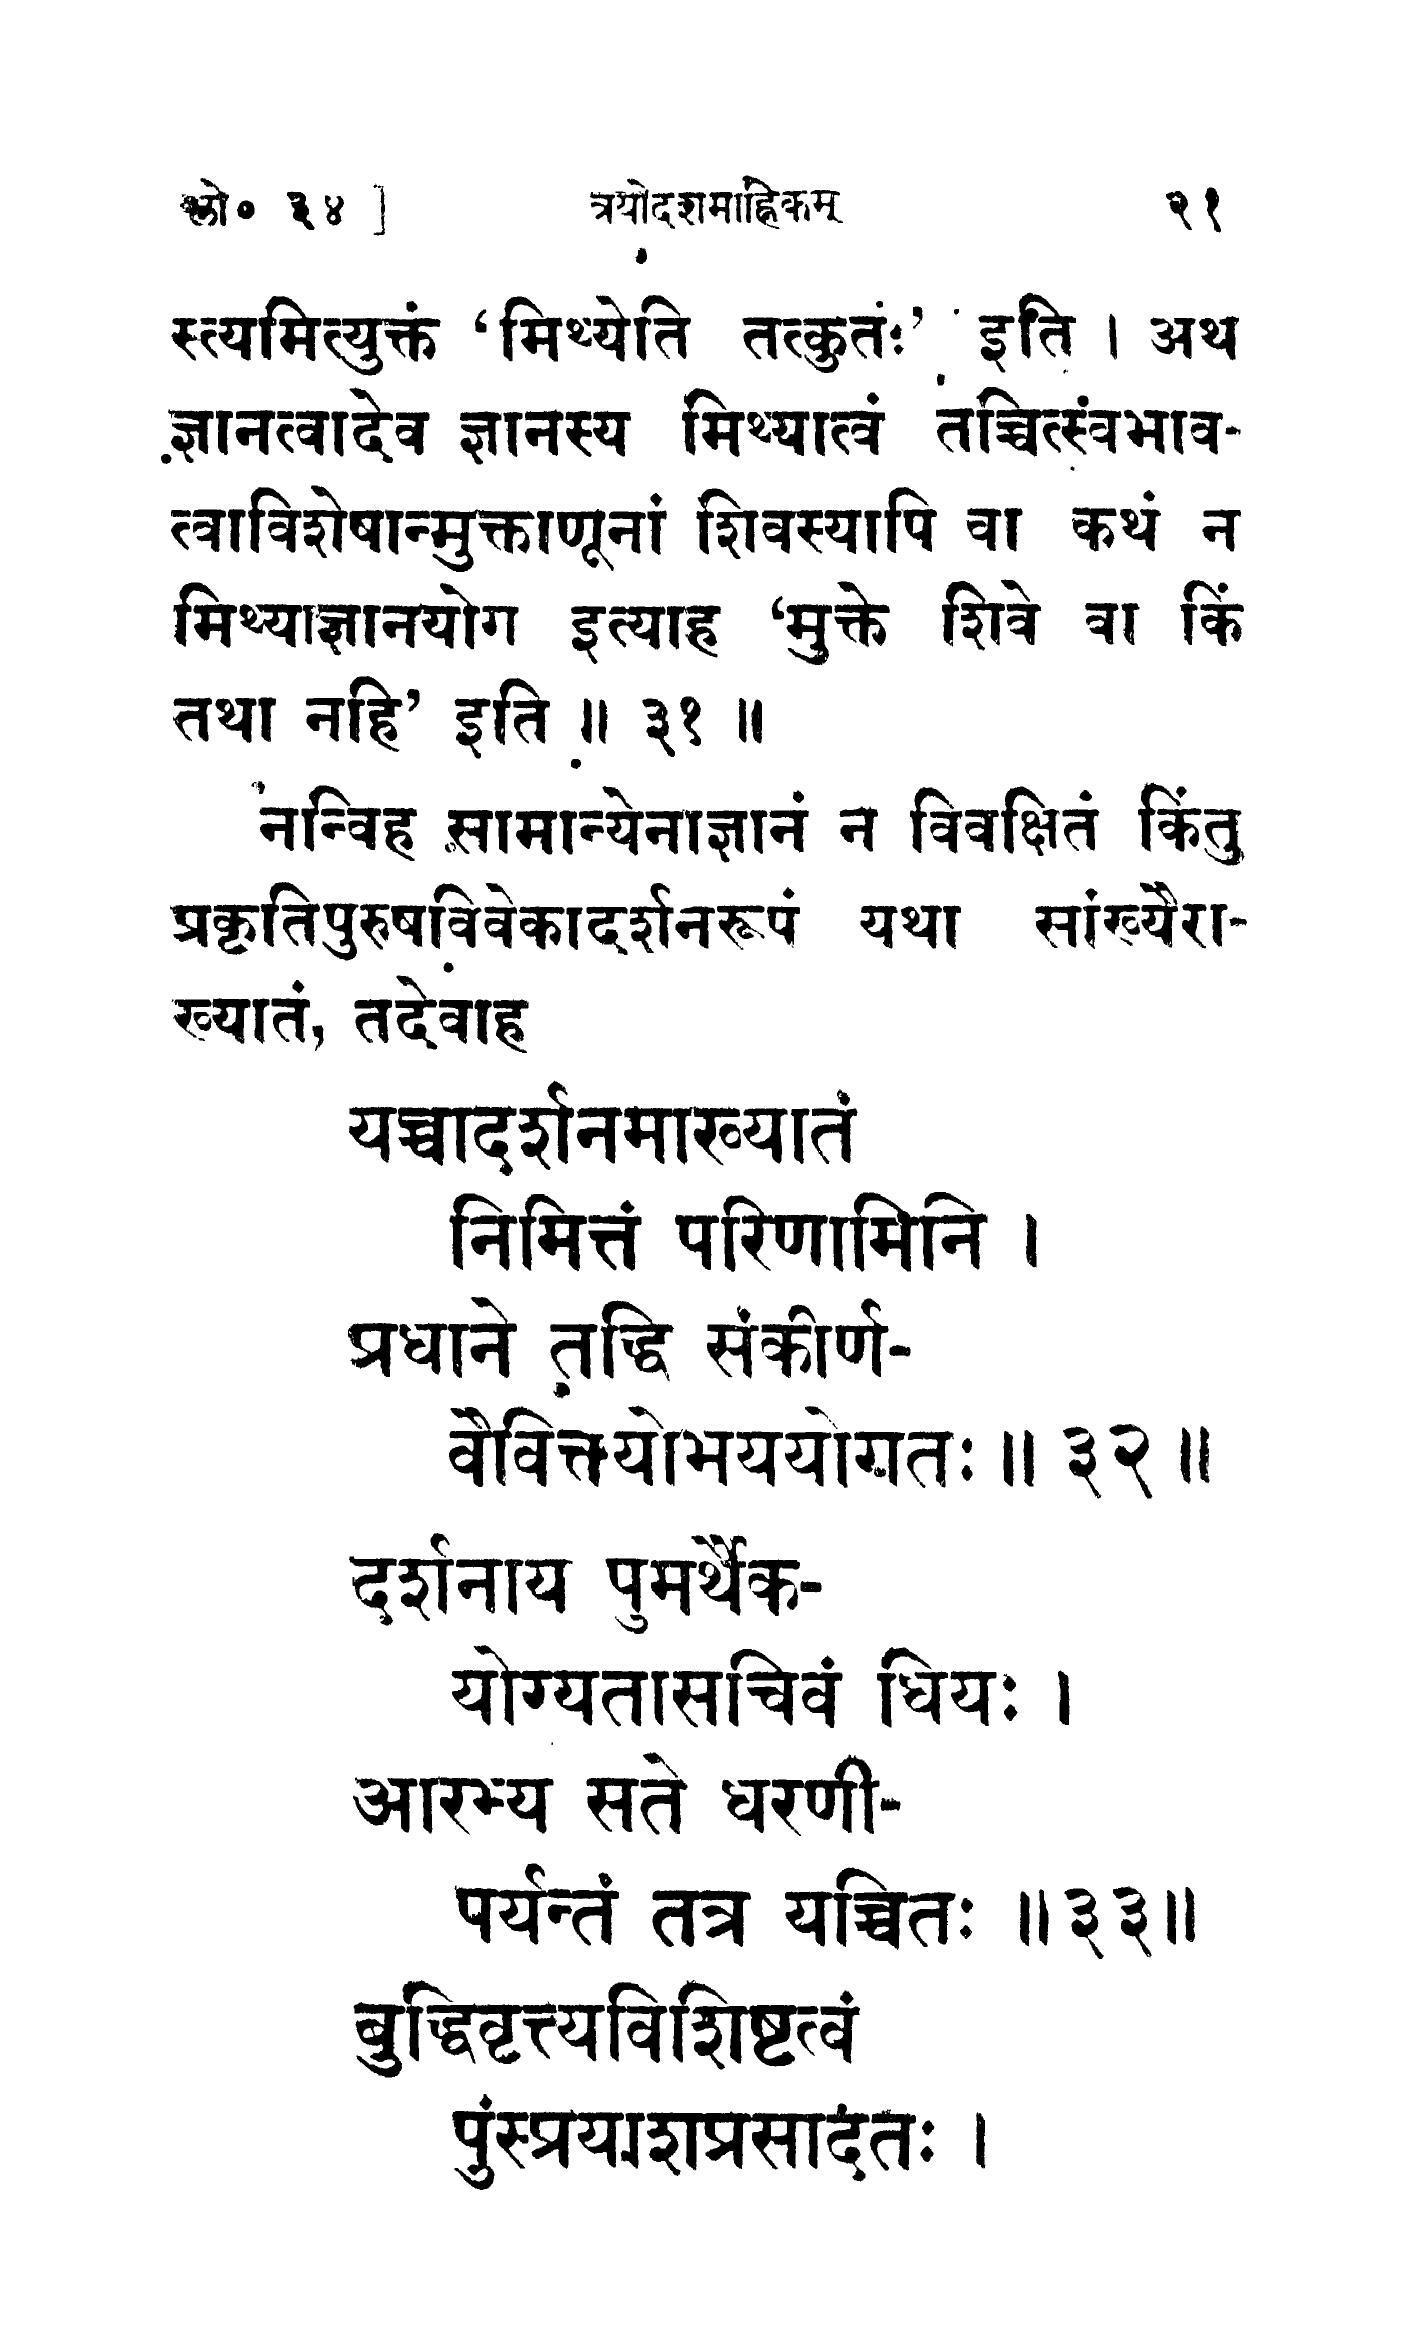 श्लो० ३४ ] त्रयोदशमाह्निकम् २१
स्त्यमित्युक्तं ‘मिथ्येति तत्कुतः’ इति । अथ
ज्ञानत्वादेव ज्ञानस्य मिथ्यात्वं तच्चित्स्वभाव-
त्वाविशेषान्मुक्ताणूनां शिवस्यापि वा कथं न
मिथ्याज्ञानयोग इत्याह ‘मुक्ते शिवे वा किं
तथा नहि’ इति ॥ ३१ ॥
नन्विह सामान्येनाज्ञानं न विवक्षितं किंतु
प्रकृतिपुरुषविवेकादर्शनरूपं यथा सांख्यैरा-
ख्यातं, तदेवाह
यच्चादर्शनमाख्यातं
निमित्तं परिणामिनि ।
प्रधाने तद्धि संकीर्ण-
वैवित्तयोभययोगतः ॥ ३२ ॥
दर्शनाय पुमर्थैक-
योग्यतासचिवं धियः ।
आरभ्य सते धरणी-
पर्यन्तं तत्र यच्चितः ॥ ३३॥
बुद्धिवृत्त्यविशिष्टत्वं
पुंस्प्रयाशप्रसादतः ।